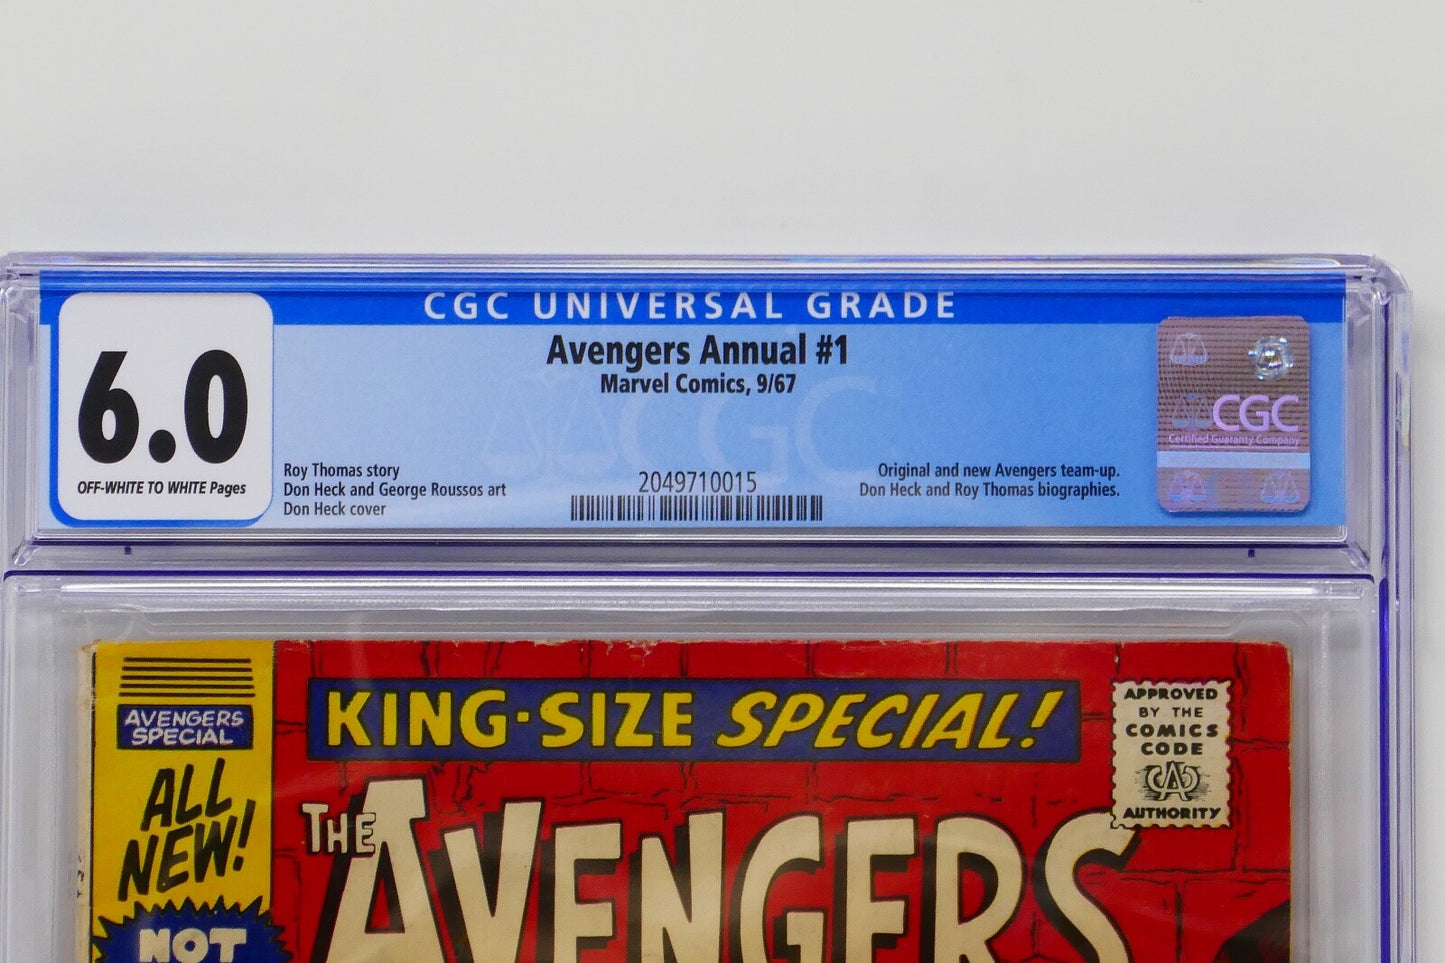 CGC UNIVERSAL GRADE
6.0
OFF-WHITE TO WHITE Pages
Avengers Annual #1
Marvel Comics, 9/67
Roy Thomas story
Don Heck and George Roussos art
Don Heck cover
2049710015
Original and new Avengers team-up.
Don Heck and Roy Thomas biographies.
CGC
CGC
Certified Guaranty Company
AVENGERS
SPECIAL
ALL
NEW!
NOT
KING-SIZE SPECIAL!
THE AVENGERS
APPROVED
BY THE
COMICS
CODE
CA
AUTHORITY